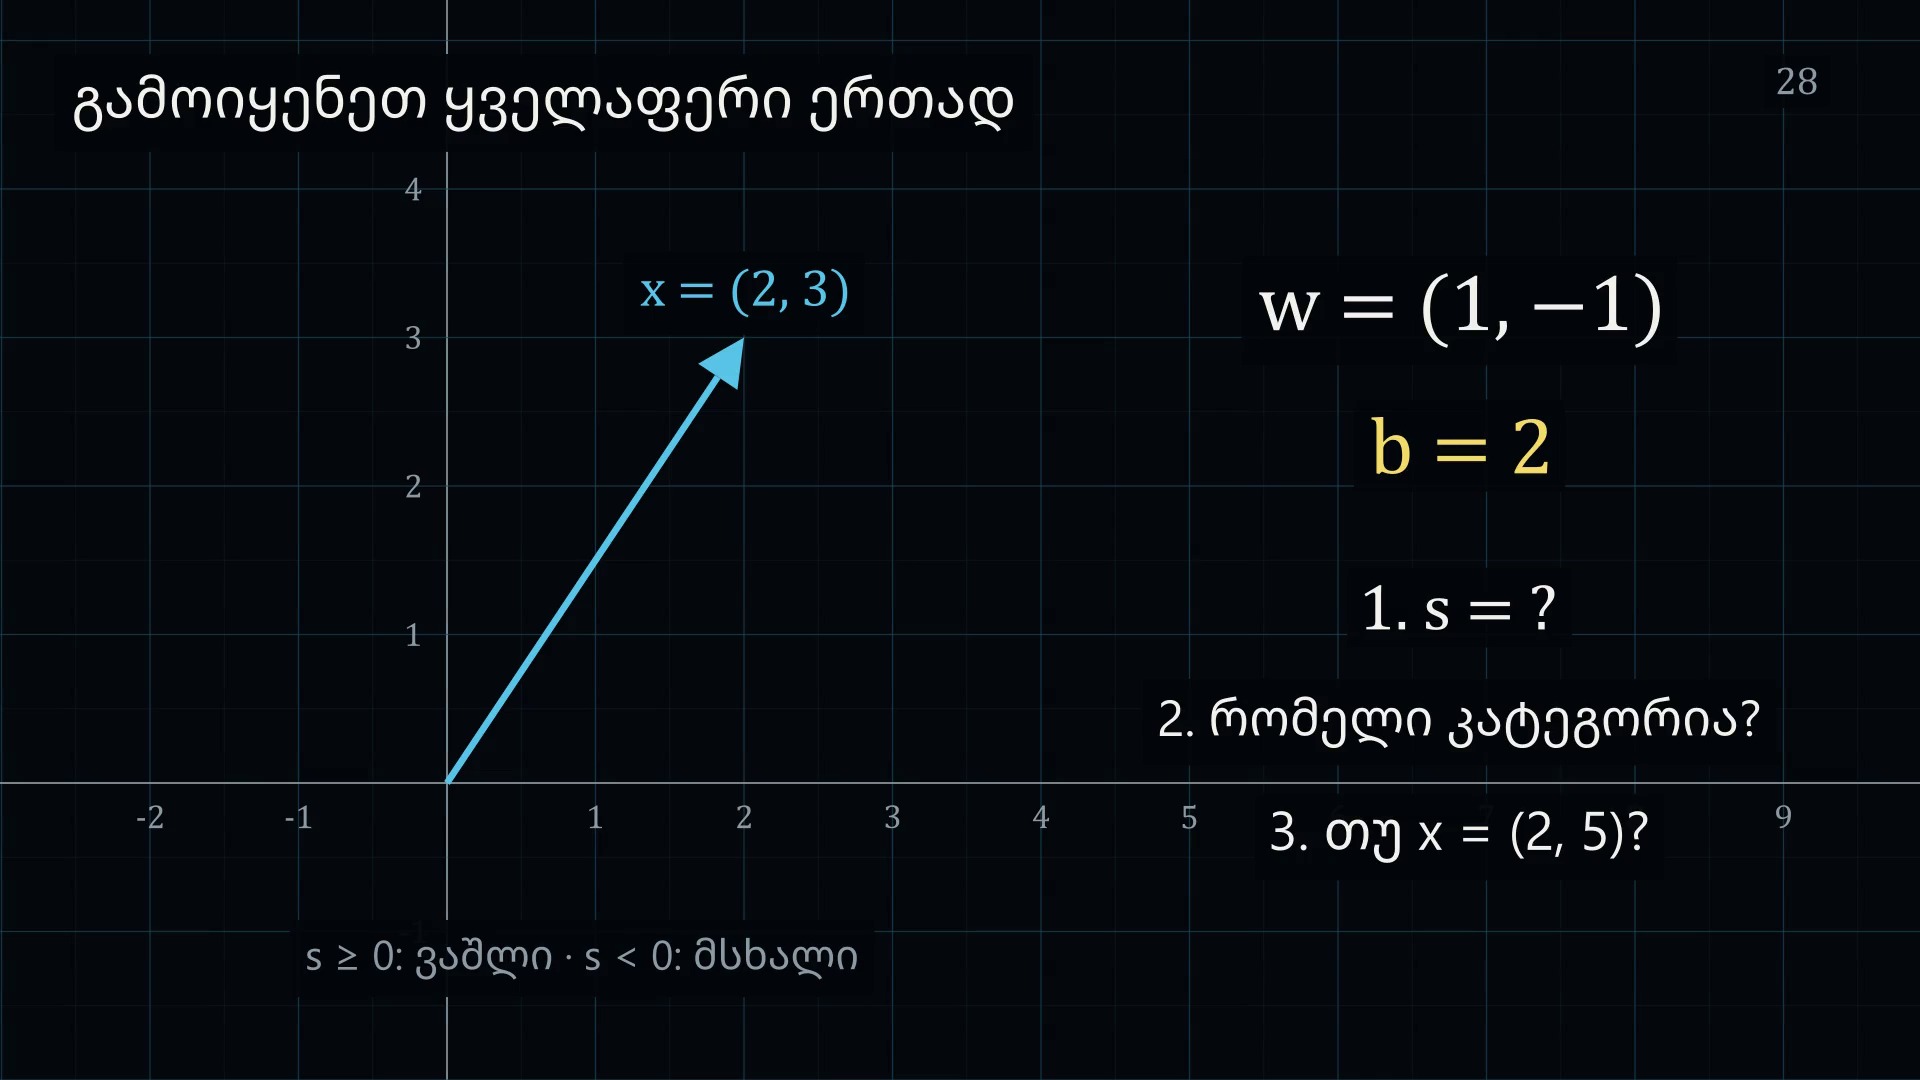 გამოიყენეთ ყველაფერი ერთად
28
4
x = (2, 3)
w = (1, −1)
3
b = 2
2
1. s = ?
1
2. რომელი კატეგორია?
-2 -1 1 2 3 4 5 9
3. თუ x = (2, 5)?
s ≥ 0: ვაშლი · s < 0: მსხალი